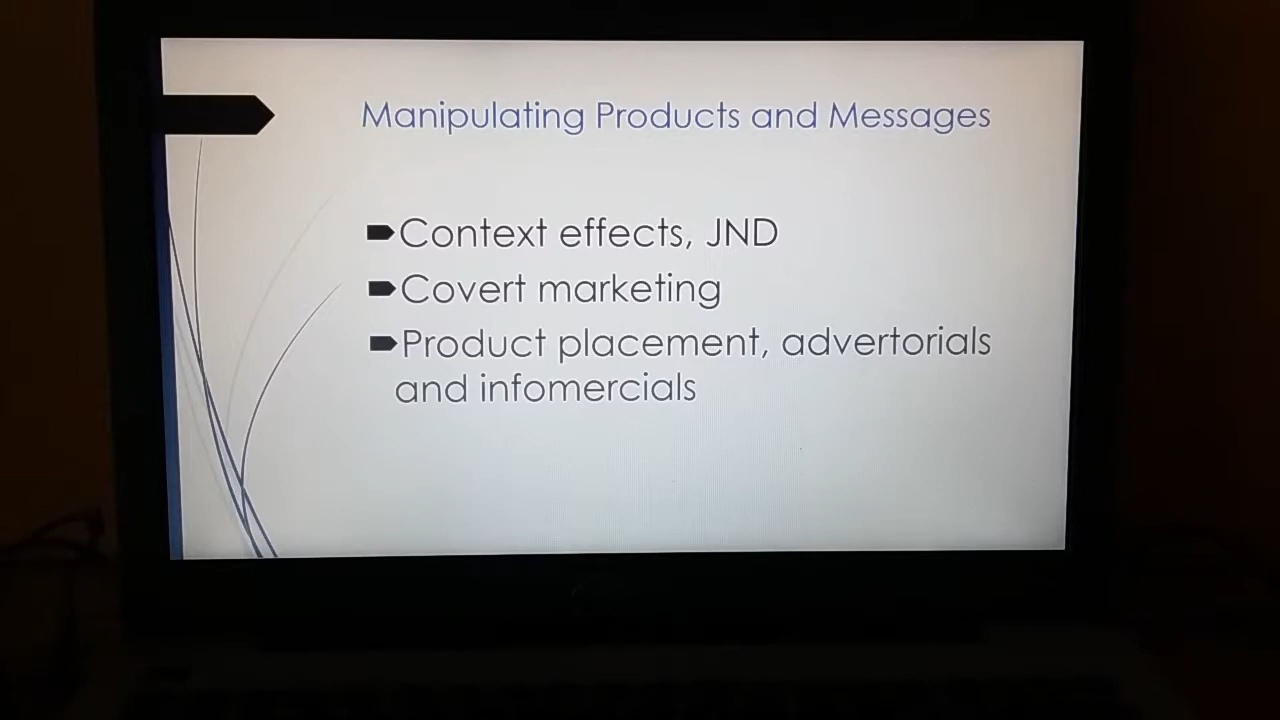 Manipulating Products and Messages
Context effects, JND
Covert marketing
Product placement, advertorials
and infomercials